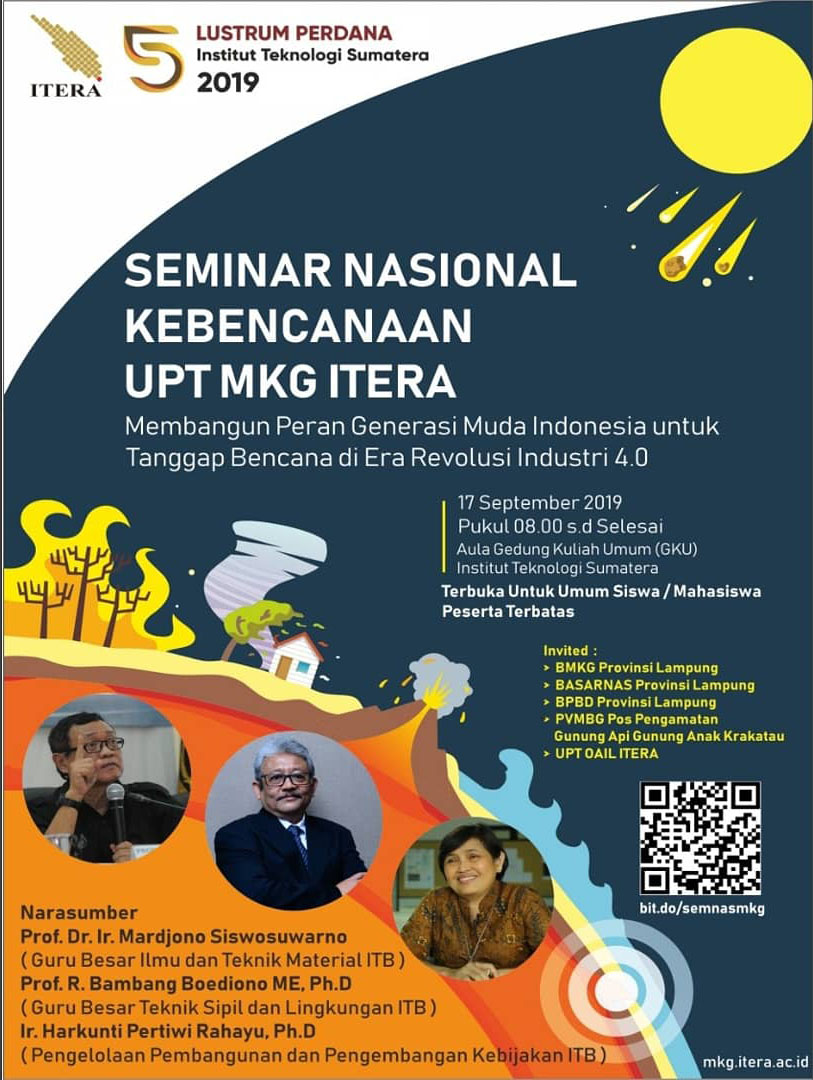 ITERA
5
LUSTRUM PERDANA
Institut Teknologi Sumatera
2019
SEMINAR NASIONAL
KEBENCANAAN
UPT MKG ITERA
Membangun Peran Generasi Muda Indonesia untuk
Tanggap Bencana di Era Revolusi Industri 4.0
17 September 2019
Pukul 08.00 s.d Selesai
Aula Gedung Kuliah Umum (GKU)
Institut Teknologi Sumatera
Terbuka Untuk Umum Siswa / Mahasiswa
Peserta Terbatas
Invited :
> BMKG Provinsi Lampung
> BASARNAS Provinsi Lampung
> BPBD Provinsi Lampung
> PVMBG Pos Pengamatan
Gunung Api Gunung Anak Krakatau
> UPT OAIL ITERA
bit.do/semnasmkg
Narasumber
Prof. Dr. Ir. Mardjono Siswosuwarno
( Guru Besar Ilmu dan Teknik Material ITB )
Prof. R. Bambang Boediono ME, Ph.D
( Guru Besar Teknik Sipil dan Lingkungan ITB )
Ir. Harkunti Pertiwi Rahayu, Ph.D
( Pengelolaan Pembangunan dan Pengembangan Kebijakan ITB )
mkg.itera.ac.id